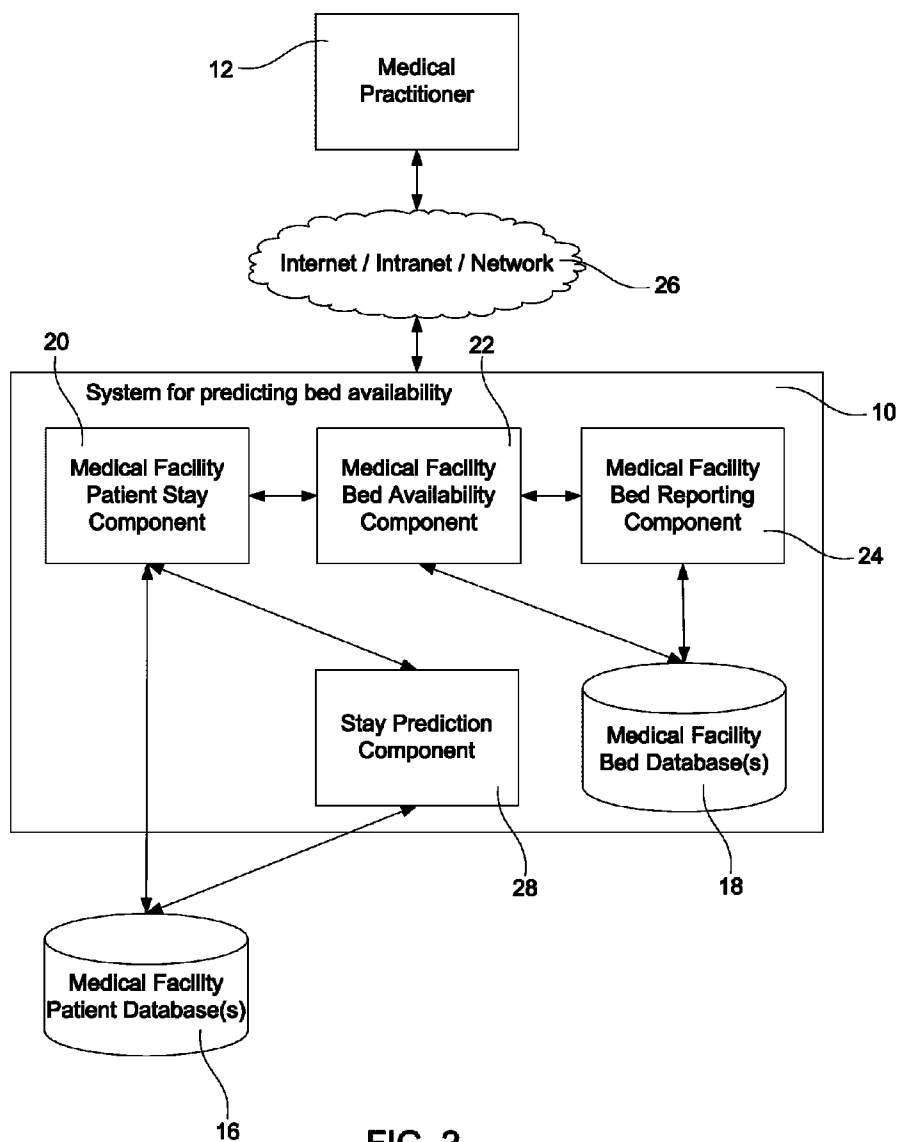 12
Medical
Practitioner
Internet / Intranet / Network
26
20
22
System for predicting bed availability
10
Medical Facility
Patient Stay
Component
Medical Facility
Bed Availability
Component
Medical Facility
Bed Reporting
Component
24
Stay Prediction
Component
Medical Facility
Bed Database(s)
28
18
Medical Facility
Patient Database(s)
16
FIG. 2